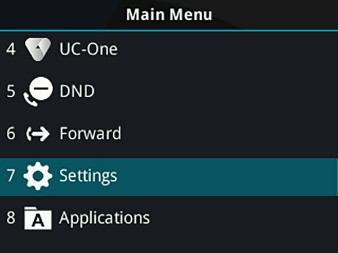 Main Menu
4 UC-One
5 DND
6 Forward
7 Settings
8 A Applications